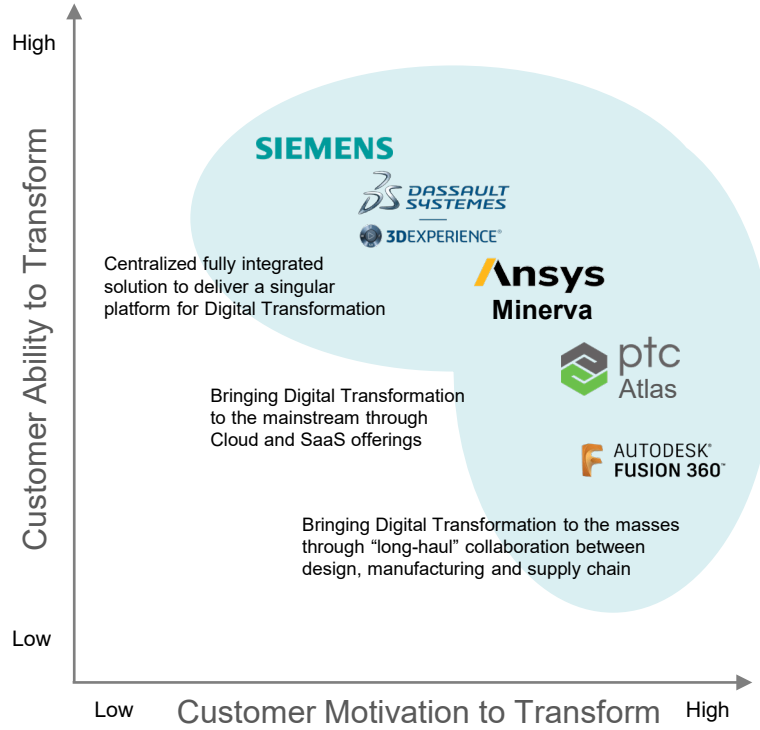 High
Customer Ability to Transform
SIEMENS
DASSAULT
SYSTEMES
3DEXPERIENCE®
Centralized fully integrated
solution to deliver a singular
platform for Digital Transformation
Ansys
Minerva
ptc
Atlas
Bringing Digital Transformation
to the mainstream through
Cloud and SaaS offerings
AUTODESK®
FUSION 360™
Bringing Digital Transformation to the masses
through “long-haul” collaboration between
design, manufacturing and supply chain
Low
Low
Customer Motivation to Transform
High